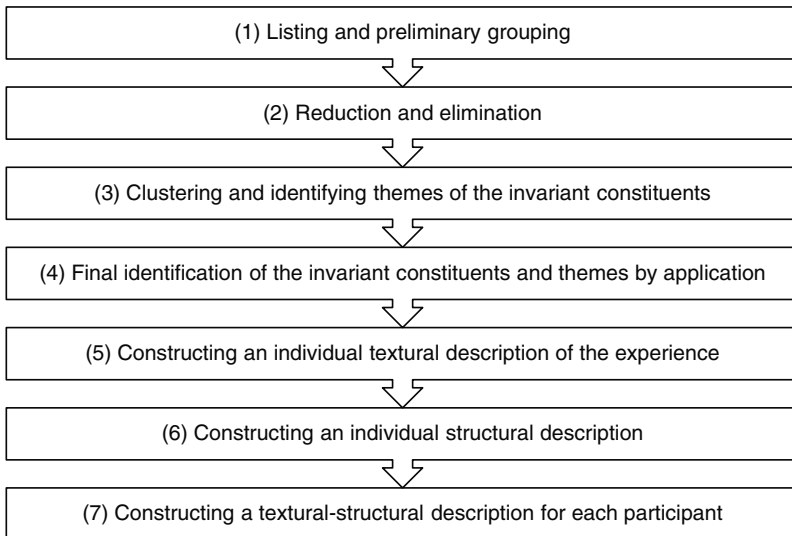 (1) Listing and preliminary grouping
(2) Reduction and elimination
(3) Clustering and identifying themes of the invariant constituents
(4) Final identification of the invariant constituents and themes by application
(5) Constructing an individual textural description of the experience
(6) Constructing an individual structural description
(7) Constructing a textural-structural description for each participant